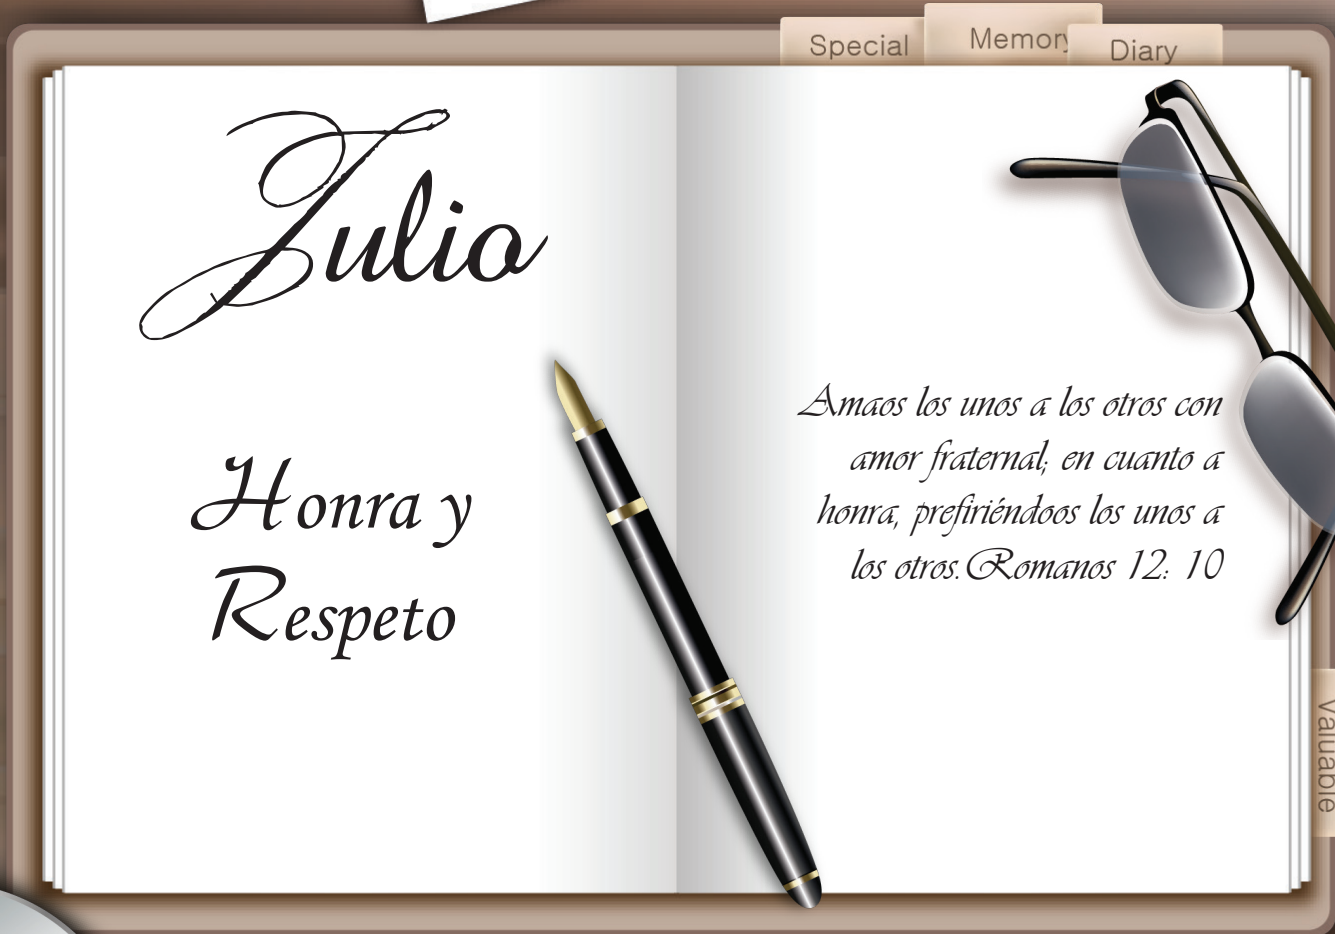 Special
Memory
Diary
Julio
Honra y
Respeto
Amaos los unos a los otros con
amor fraternal; en cuanto a
honra, prefiriéndoos los unos a
los otros. Romanos 12: 10
Valuable